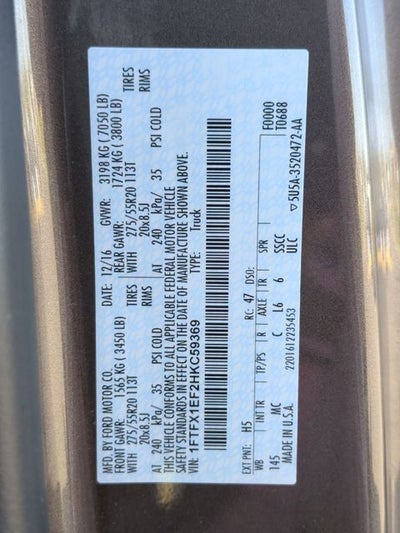 MFD. BY FORD MOTOR CO. DATE: 12/16 GVWR: 3198 KG (7050 LB)
FRONT GAWR: 1565 KG (3450 LB) REAR GAWR: 1724 KG (3800 LB)
WITH 275/55R20 113T TIRES WITH 275/55R20 113T TIRES
20x8.5J RIMS 20x8.5J RIMS
AT 240 kPa/ 35 PSI COLD AT 240 kPa/ 35 PSI COLD
THIS VEHICLE CONFORMS TO ALL APPLICABLE FEDERAL MOTOR VEHICLE
SAFETY STANDARDS IN EFFECT ON THE DATE OF MANUFACTURE SHOWN ABOVE.
VIN: 1FTFX1EF2HKC59369 TYPE: Truck
EXT PNT: H5 RC: 47 DSO: F0000
T0688
WB INT TR TP/PS R AXLE TR SPR
145 MC C L6 6 SSCC
ULC
MADE IN U.S.A. 2201612235453
▽5U5A-3520472-AA